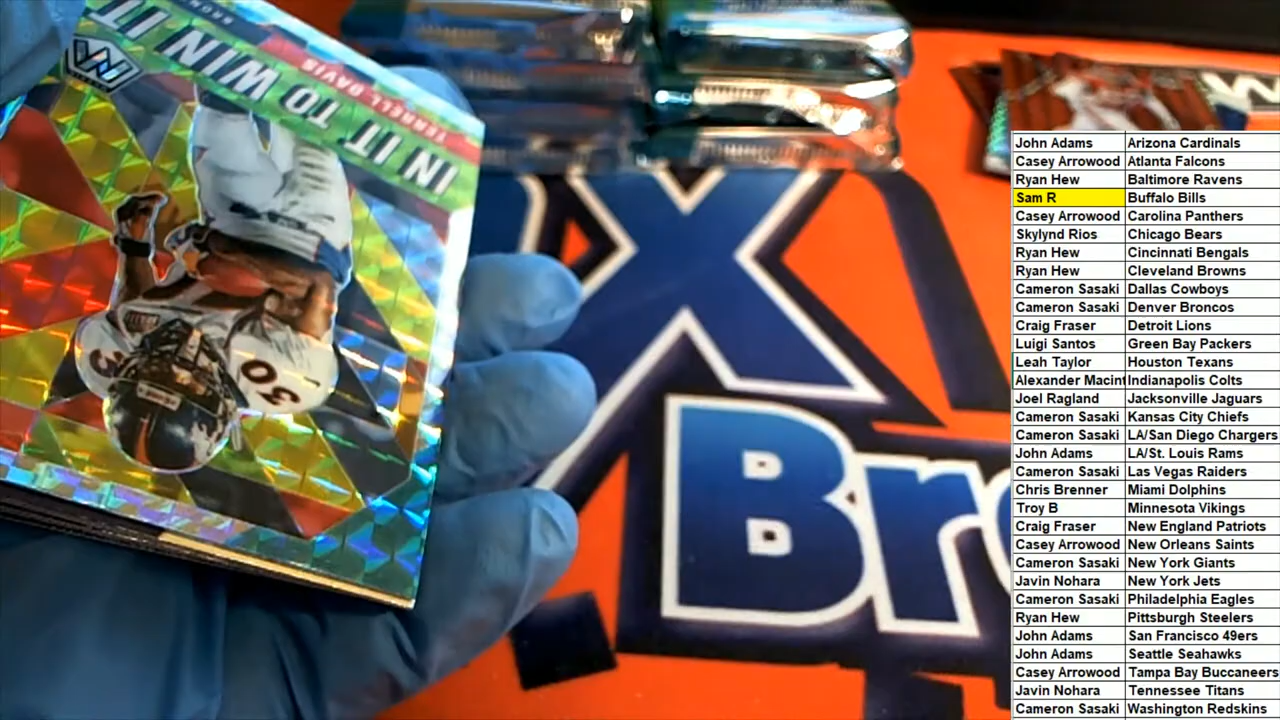 IN IT TO WIN IT
TERRELL DAVIS
BRON
M
30
3
X
Bre
W
John Adams Arizona Cardinals
Casey Arrowood Atlanta Falcons
Ryan Hew Baltimore Ravens
Sam R Buffalo Bills
Casey Arrowood Carolina Panthers
Skylynd Rios Chicago Bears
Ryan Hew Cincinnati Bengals
Ryan Hew Cleveland Browns
Cameron Sasaki Dallas Cowboys
Cameron Sasaki Denver Broncos
Craig Fraser Detroit Lions
Luigi Santos Green Bay Packers
Leah Taylor Houston Texans
Alexander Macint Indianapolis Colts
Joel Ragland Jacksonville Jaguars
Cameron Sasaki Kansas City Chiefs
Cameron Sasaki LA/San Diego Chargers
John Adams LA/St. Louis Rams
Cameron Sasaki Las Vegas Raiders
Chris Brenner Miami Dolphins
Troy B Minnesota Vikings
Craig Fraser New England Patriots
Casey Arrowood New Orleans Saints
Cameron Sasaki New York Giants
Javin Nohara New York Jets
Cameron Sasaki Philadelphia Eagles
Ryan Hew Pittsburgh Steelers
John Adams San Francisco 49ers
John Adams Seattle Seahawks
Casey Arrowood Tampa Bay Buccaneers
Javin Nohara Tennessee Titans
Cameron Sasaki Washington Redskins